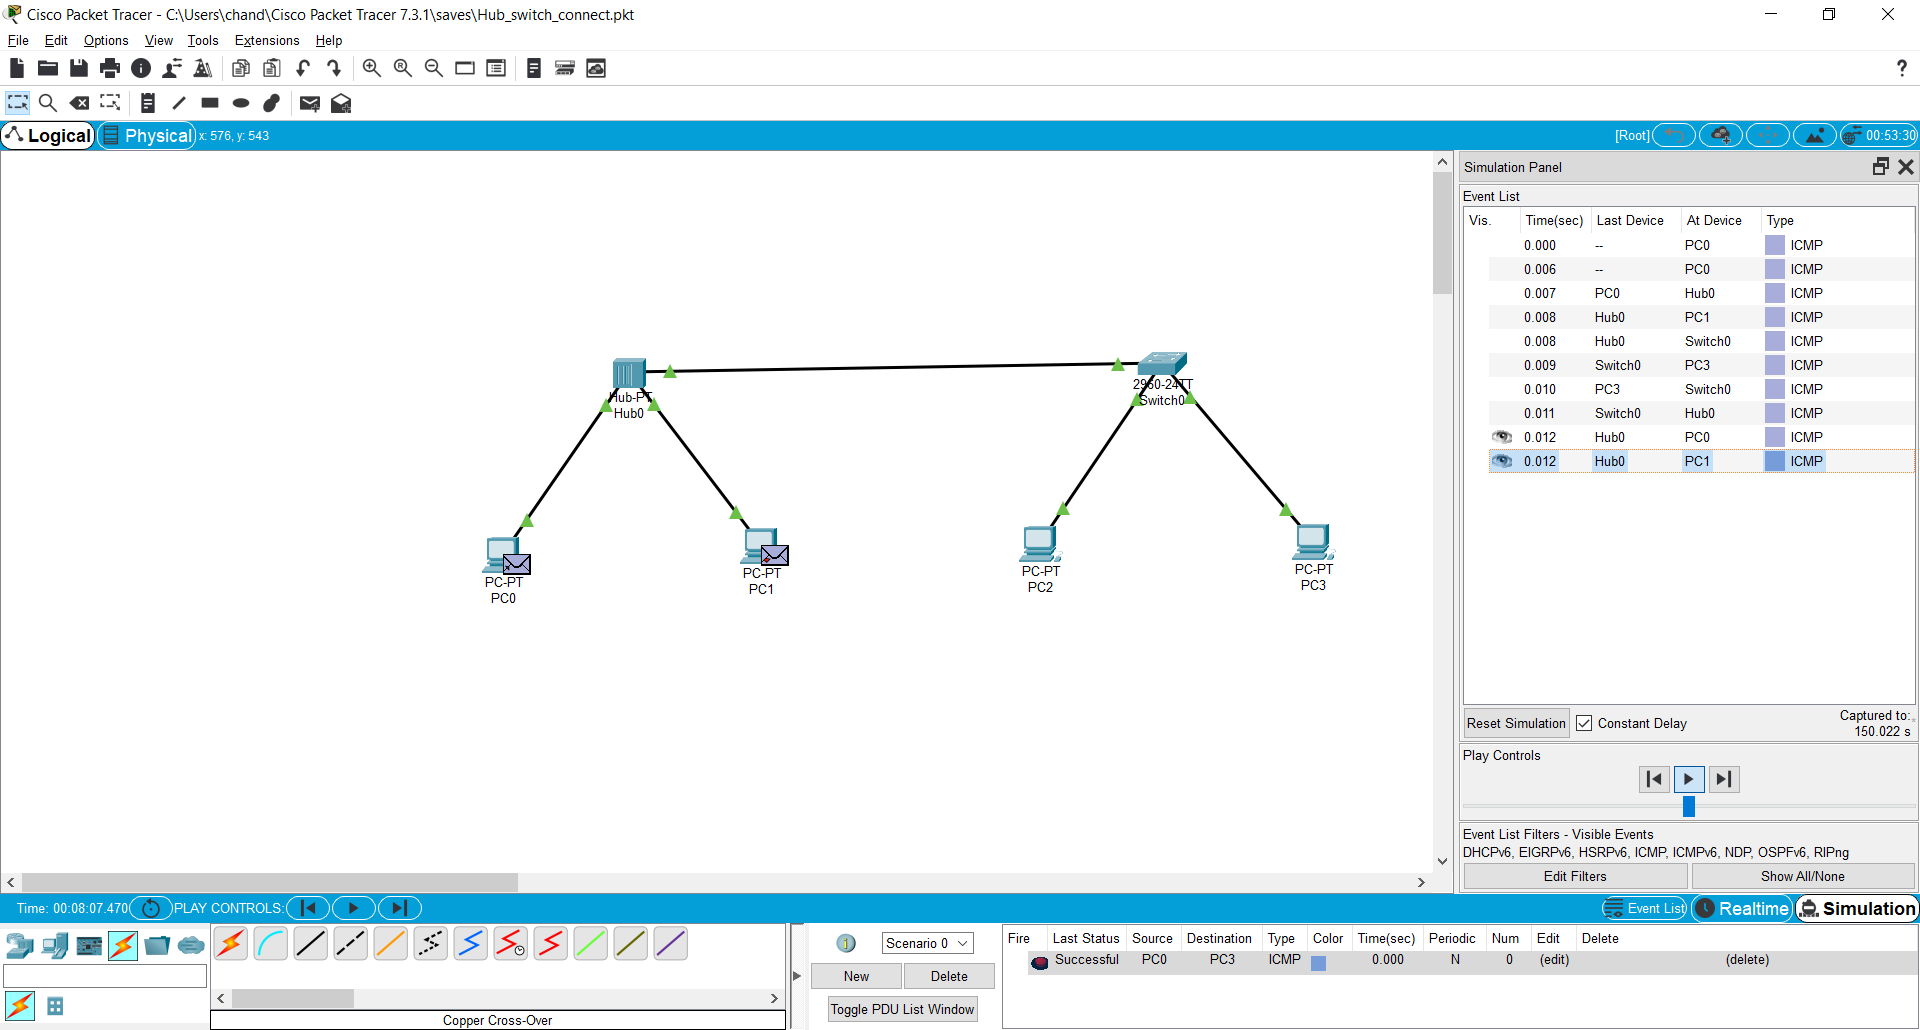 Cisco Packet Tracer - C:\Users\chand\Cisco Packet Tracer 7.3.1\saves\Hub_switch_connect.pkt
File Edit Options View Tools Extensions Help
?
Logical Physical x: 576, y: 543 [Root] 00:53:30
Simulation Panel
Event List
Vis. Time(sec) Last Device At Device Type
0.000 -- PC0 ICMP
0.006 -- PC0 ICMP
0.007 PC0 Hub0 ICMP
0.008 Hub0 PC1 ICMP
0.008 Hub0 Switch0 ICMP
0.009 Switch0 PC3 ICMP
0.010 PC3 Switch0 ICMP
0.011 Switch0 Hub0 ICMP
0.012 Hub0 PC0 ICMP
0.012 Hub0 PC1 ICMP
Hub-PT
Hub0
2960-24TT
Switch0
PC-PT
PC0
PC-PT
PC1
PC-PT
PC2
PC-PT
PC3
Reset Simulation Constant Delay Captured to:
150.022 s
Play Controls
Event List Filters - Visible Events
DHCPv6, EIGRPv6, HSRPv6, ICMP, ICMPv6, NDP, OSPFv6, RIPng
Edit Filters Show All/None
Time: 00:08:07.470 PLAY CONTROLS: Event List Realtime Simulation
Scenario 0
New Delete
Toggle PDU List Window
Copper Cross-Over
Fire Last Status Source Destination Type Color Time(sec) Periodic Num Edit Delete
Successful PC0 PC3 ICMP 0.000 N 0 (edit) (delete)